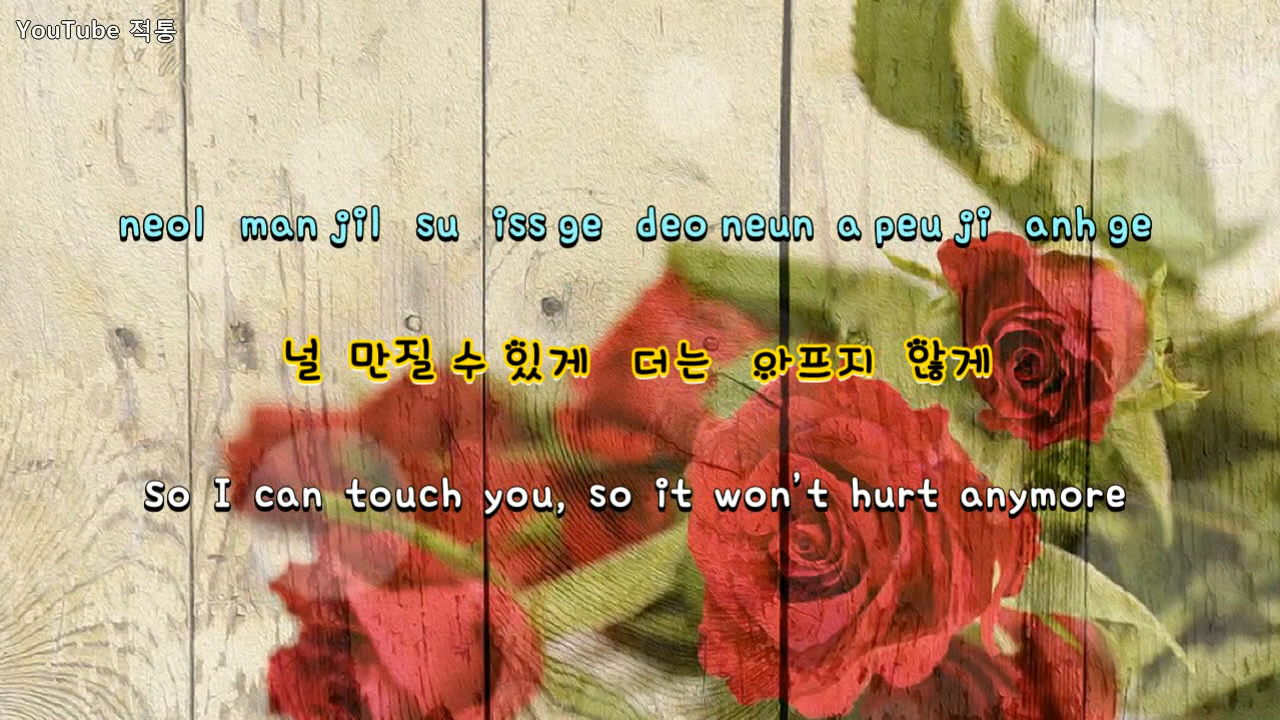 YouTube 적통
neol man jil su iss ge deo neun a peu ji anh ge
널 만질 수 있게 더는 아프지 않게
So I can touch you, so it won't hurt anymore